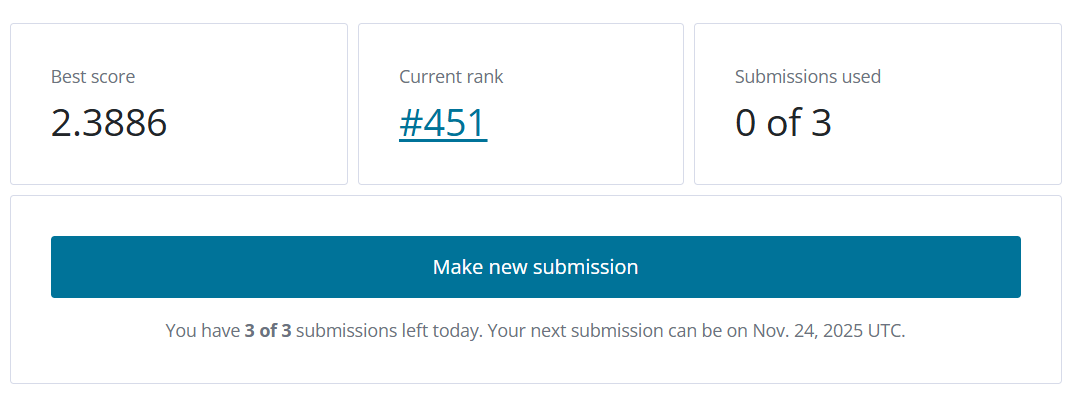 Best score
2.3886
Current rank
#451
Submissions used
0 of 3
Make new submission
You have 3 of 3 submissions left today. Your next submission can be on Nov. 24, 2025 UTC.